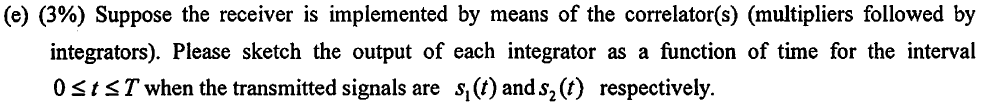 (e) (3%) Suppose the receiver is implemented by means of the correlator(s) (multipliers followed by
integrators). Please sketch the output of each integrator as a function of time for the interval
0 ≤ t ≤ T when the transmitted signals are s₁(t) and s₂(t) respectively.